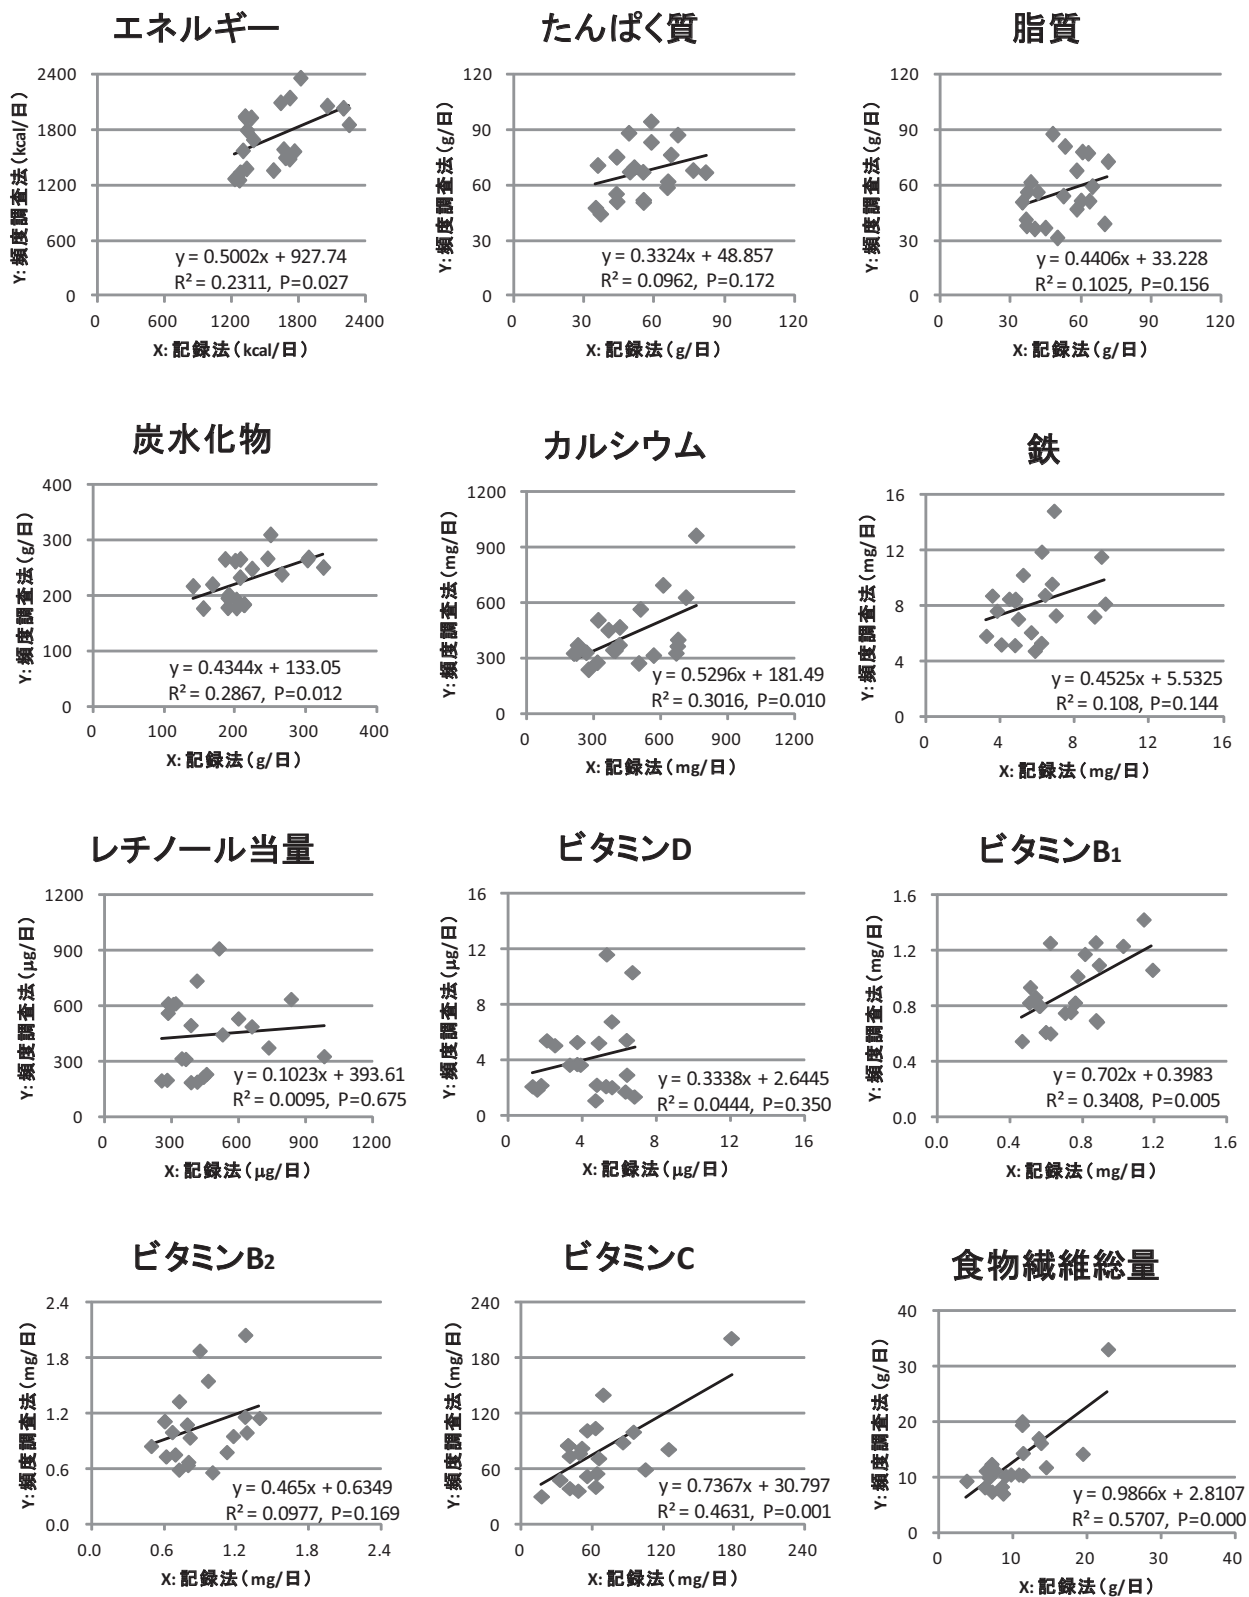 エネルギー
Y: 頻度調査法（kcal/日）
2400
1800
1200
600
0
y = 0.5002x + 927.74
R² = 0.2311, P=0.027
0 600 1200 1800 2400
X: 記録法（kcal/日）
たんぱく質
Y: 頻度調査法（g/日）
120
90
60
30
0
y = 0.3324x + 48.857
R² = 0.0962, P=0.172
0 30 60 90 120
X: 記録法（g/日）
脂質
Y: 頻度調査法（g/日）
120
90
60
30
0
y = 0.4406x + 33.228
R² = 0.1025, P=0.156
0 30 60 90 120
X: 記録法（g/日）
炭水化物
Y: 頻度調査法（g/日）
400
300
200
100
0
y = 0.4344x + 133.05
R² = 0.2867, P=0.012
0 100 200 300 400
X: 記録法（g/日）
カルシウム
Y: 頻度調査法（mg/日）
1200
900
600
300
0
y = 0.5296x + 181.49
R² = 0.3016, P=0.010
0 300 600 900 1200
X: 記録法（mg/日）
鉄
Y: 頻度調査法（mg/日）
16
12
8
4
0
y = 0.4525x + 5.5325
R² = 0.108, P=0.144
0 4 8 12 16
X: 記録法（mg/日）
レチノール当量
Y: 頻度調査法（μg/日）
1200
900
600
300
0
y = 0.1023x + 393.61
R² = 0.0095, P=0.675
0 300 600 900 1200
X: 記録法（μg/日）
ビタミンD
Y: 頻度調査法（μg/日）
16
12
8
4
0
y = 0.3338x + 2.6445
R² = 0.0444, P=0.350
0 4 8 12 16
X: 記録法（μg/日）
ビタミンB1
Y: 頻度調査法（mg/日）
1.6
1.2
0.8
0.4
0.0
y = 0.702x + 0.3983
R² = 0.3408, P=0.005
0.0 0.4 0.8 1.2 1.6
X: 記録法（mg/日）
ビタミンB2
Y: 頻度調査法（mg/日）
2.4
1.8
1.2
0.6
0.0
y = 0.465x + 0.6349
R² = 0.0977, P=0.169
0.0 0.6 1.2 1.8 2.4
X: 記録法（mg/日）
ビタミンC
Y: 頻度調査法（mg/日）
240
180
120
60
0
y = 0.7367x + 30.797
R² = 0.4631, P=0.001
0 60 120 180 240
X: 記録法（mg/日）
食物繊維総量
Y: 頻度調査法（g/日）
40
30
20
10
0
y = 0.9866x + 2.8107
R² = 0.5707, P=0.000
0 10 20 30 40
X: 記録法（g/日）